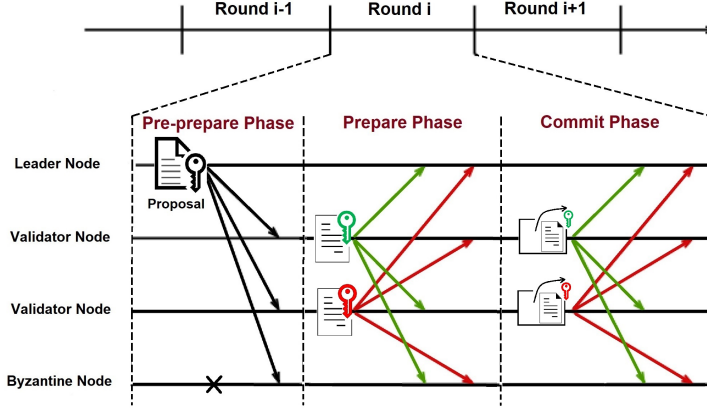 Round i-1
Round i
Round i+1
Pre-prepare Phase
Prepare Phase
Commit Phase
Leader Node
Proposal
Validator Node
Validator Node
Byzantine Node